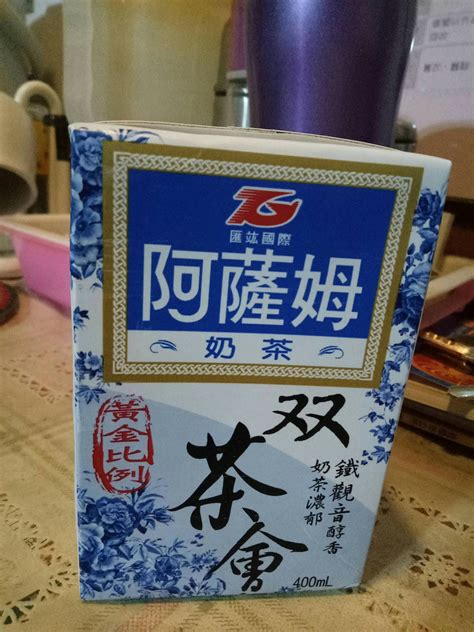 匯竑國際
阿薩姆
奶茶
黃金比例
双
茶會
鐵觀音醇香
奶茶濃郁
400mL